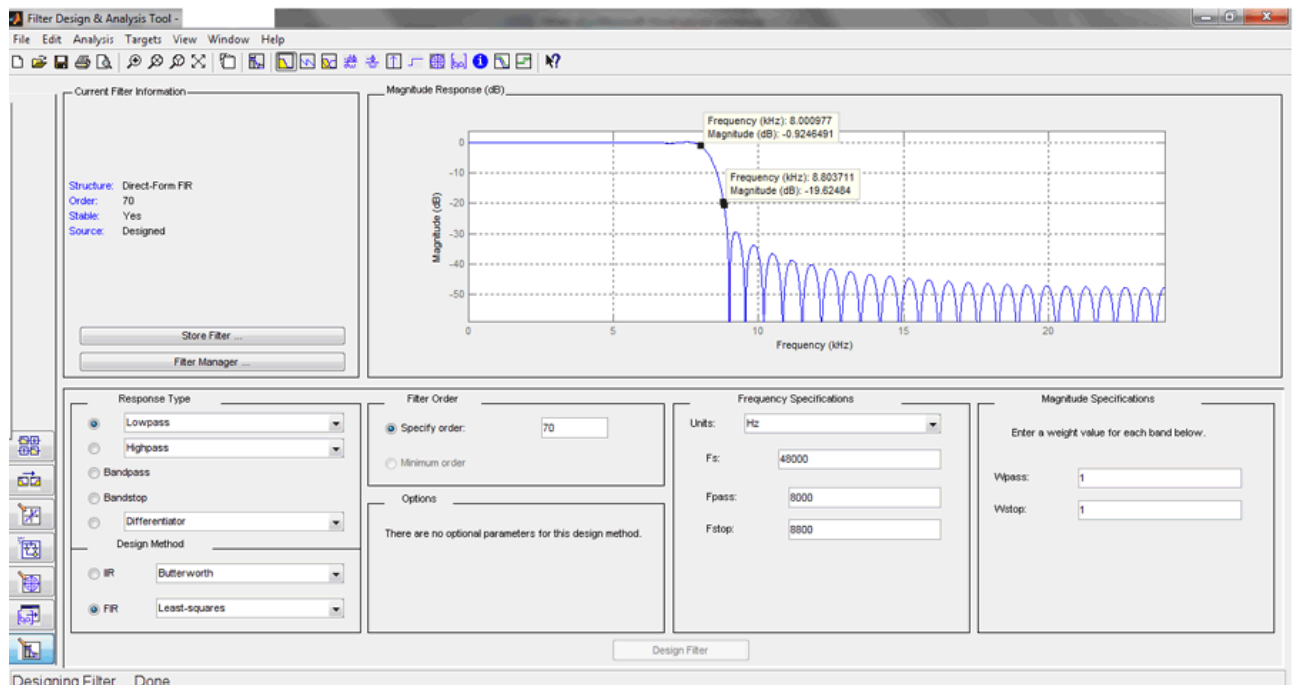 Filter Design & Analysis Tool -
File Edit Analysis Targets View Window Help
Current Filter Information
Structure: Direct-Form FIR
Order: 70
Stable: Yes
Source: Designed
Store Filter ...
Filter Manager ...
Magnitude Response (dB)
Frequency (kHz): 8.000977
Magnitude (dB): -0.9246491
Frequency (kHz): 8.803711
Magnitude (dB): -19.62484
0
-10
-20
-30
-40
-50
Magnitude (dB)
0 5 10 15 20
Frequency (kHz)
Response Type
Lowpass
Highpass
Bandpass
Bandstop
Differentiator
Design Method
IIR Butterworth
FIR Least-squares
Filter Order
Specify order: 70
Minimum order
Options
There are no optional parameters for this design method.
Frequency Specifications
Units: Hz
Fs: 48000
Fpass: 8000
Fstop: 8800
Magnitude Specifications
Enter a weight value for each band below.
Wpass: 1
Wstop: 1
Design Filter
Designing Filter ... Done